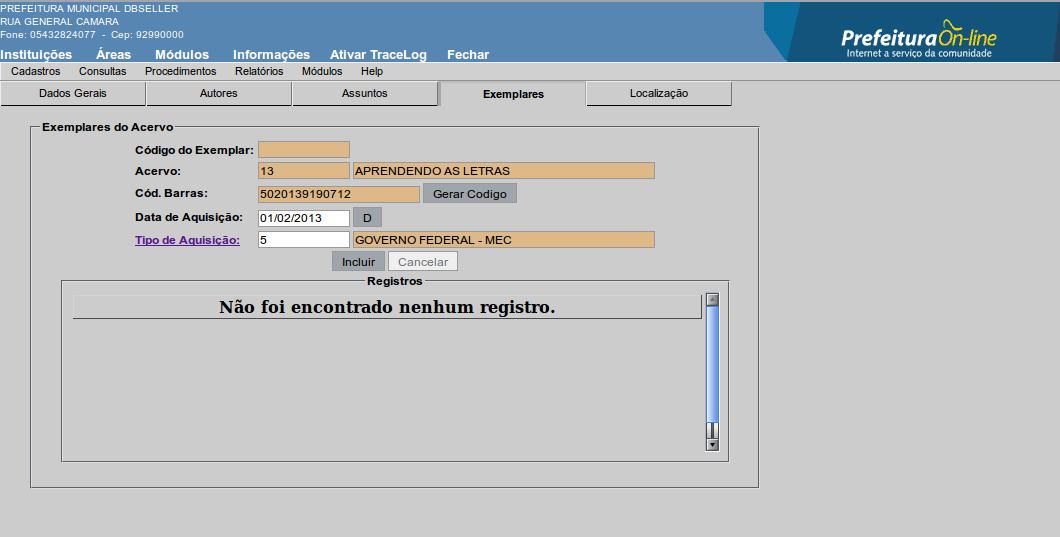 PREFEITURA MUNICIPAL DBSELLER
RUA GENERAL CAMARA
Fone: 05432824077 - Cep: 92990000
PrefeituraOn-line
Internet a serviço da comunidade
Instituições Áreas Módulos Informações Ativar TraceLog Fechar
Cadastros Consultas Procedimentos Relatórios Módulos Help
Dados Gerais Autores Assuntos Exemplares Localização
Exemplares do Acervo
Código do Exemplar:
Acervo: 13 APRENDENDO AS LETRAS
Cód. Barras: 5020139190712 Gerar Codigo
Data de Aquisição: 01/02/2013 D
Tipo de Aquisição: 5 GOVERNO FEDERAL - MEC
Incluir Cancelar
Registros
Não foi encontrado nenhum registro.